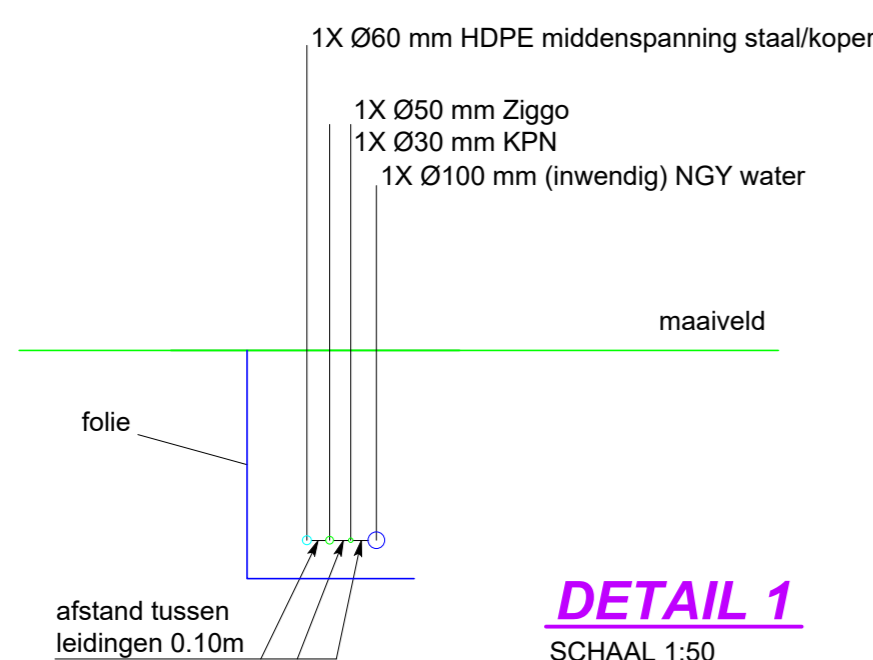 1X Ø60 mm HDPE middenspanning staal/koper
1X Ø50 mm Ziggo
1X Ø30 mm KPN
1X Ø100 mm (inwendig) NGY water
maaiveld
folie
afstand tussen
leidingen 0.10m
DETAIL 1
SCHAAL 1:50